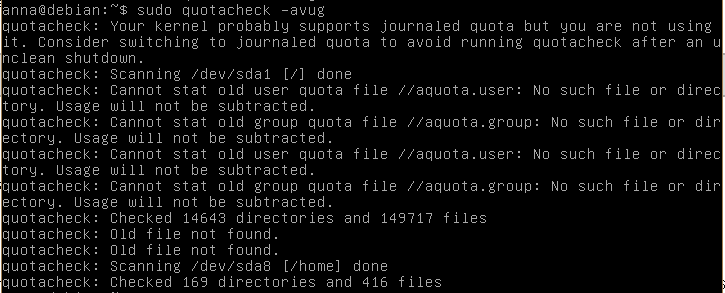 anna@debian:~$ sudo quotacheck -avug
quotacheck: Your kernel probably supports journaled quota but you are not using
it. Consider switching to journaled quota to avoid running quotacheck after an u
nclean shutdown.
quotacheck: Scanning /dev/sda1 [/] done
quotacheck: Cannot stat old user quota file //aquota.user: No such file or direc
tory. Usage will not be subtracted.
quotacheck: Cannot stat old group quota file //aquota.group: No such file or dir
ectory. Usage will not be subtracted.
quotacheck: Cannot stat old user quota file //aquota.user: No such file or direc
tory. Usage will not be subtracted.
quotacheck: Cannot stat old group quota file //aquota.group: No such file or dir
ectory. Usage will not be subtracted.
quotacheck: Checked 14643 directories and 149717 files
quotacheck: Old file not found.
quotacheck: Old file not found.
quotacheck: Scanning /dev/sda8 [/home] done
quotacheck: Checked 169 directories and 416 files